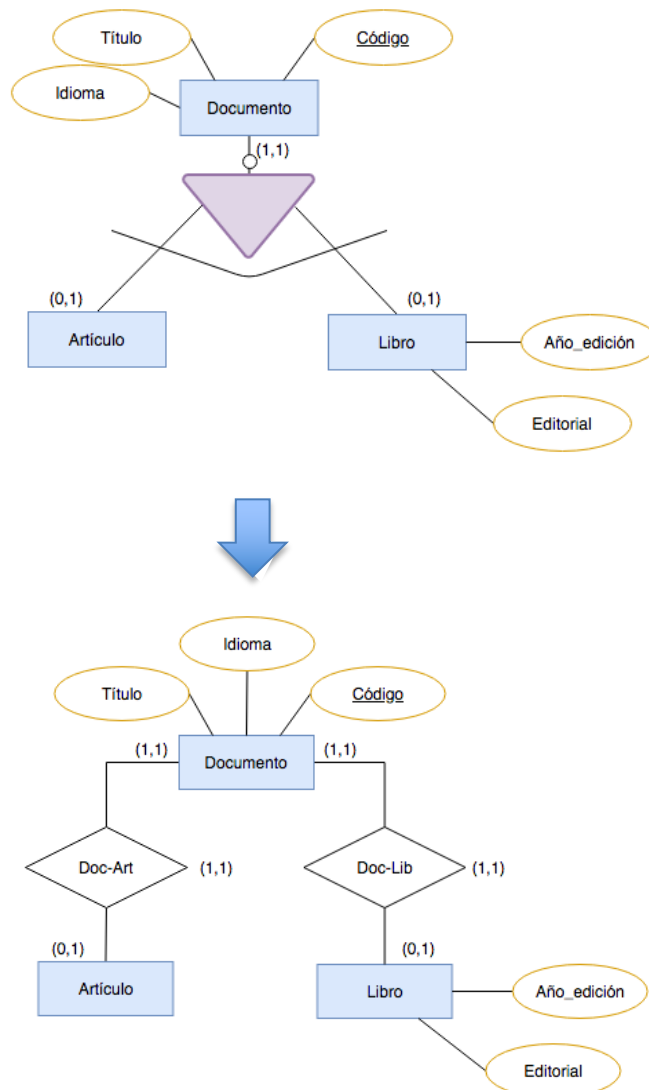 Título
Código
Idioma
Documento
(1,1)
(0,1)
(0,1)
Artículo
Libro
Año_edición
Editorial
Idioma
Título
Código
(1,1)
Documento
(1,1)
Doc-Art
(1,1)
Doc-Lib
(1,1)
(0,1)
(0,1)
Artículo
Libro
Año_edición
Editorial